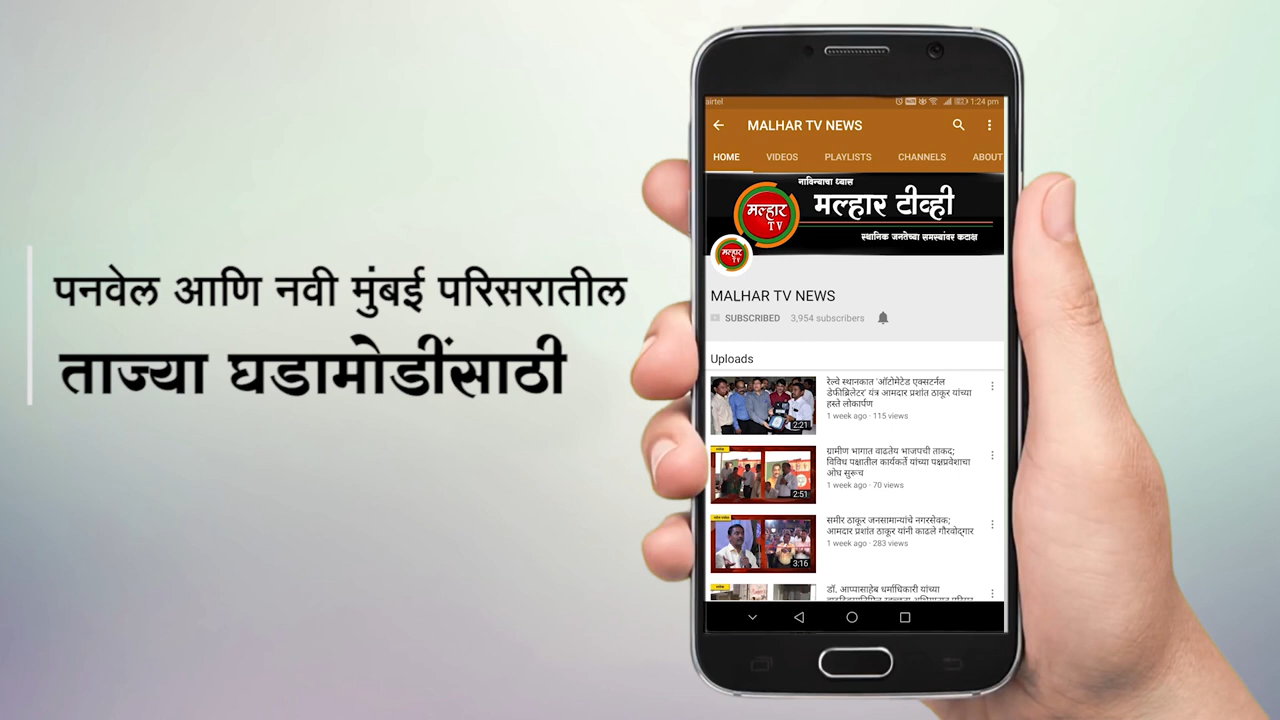 पनवेल आणि नवी मुंबई परिसरातील
ताज्या घडामोडींसाठी
airtel
1:24 pm
MALHAR TV NEWS
HOME VIDEOS PLAYLISTS CHANNELS ABOUT
नाविन्याचा ध्यास
मल्हार टीव्ही
स्थानिक जनतेच्या समस्यांवर कटाक्ष
मल्हार
TV
मल्हार
TV
MALHAR TV NEWS
SUBSCRIBED 3,954 subscribers
Uploads
रेल्वे स्थानकात 'ऑटोमेटेड एक्सटर्नल
डेफीब्रिलेटर' यंत्र आमदार प्रशांत ठाकूर यांच्या
हस्ते लोकार्पण
1 week ago · 115 views
2:21
ग्रामीण भागात वाढतेय भाजपची ताकद;
विविध पक्षातील कार्यकर्ते यांच्या पक्षप्रवेशाचा
ओघ सुरूच
1 week ago · 70 views
2:51
समीर ठाकूर जनसामान्यांचे नगरसेवक;
आमदार प्रशांत ठाकूर यांनी काढले गौरवोद्गार
1 week ago · 283 views
3:16
डॉ. आप्पासाहेब धर्माधिकारी यांच्या